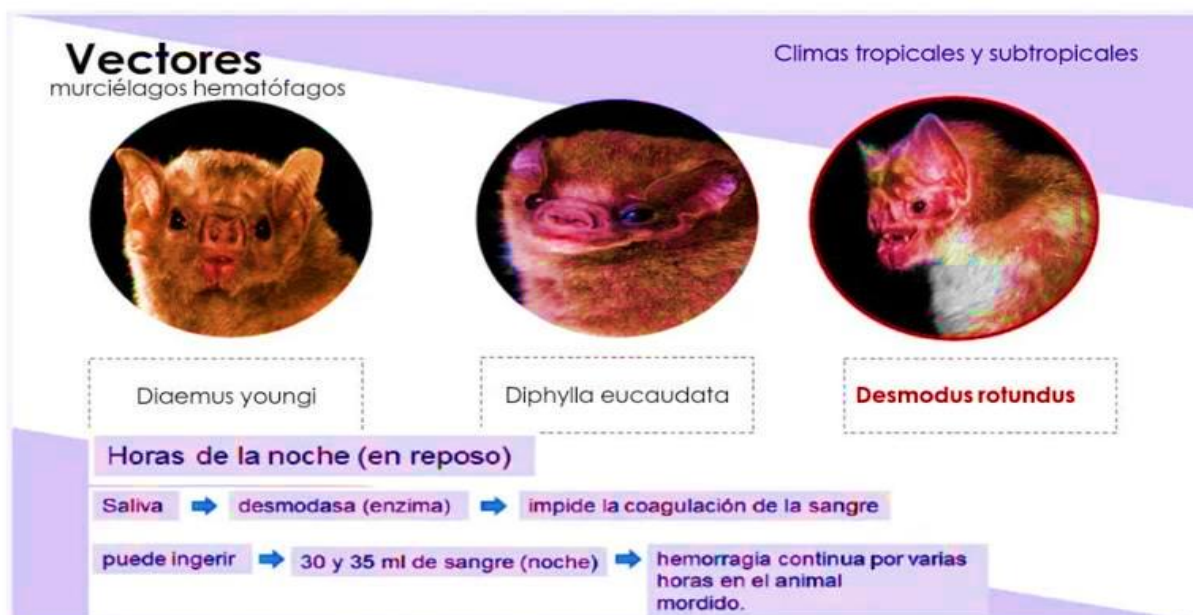 Vectores
murciélagos hematófagos
Climas tropicales y subtropicales
Diaemus youngi
Diphylla eucaudata
Desmodus rotundus
Horas de la noche (en reposo)
Saliva
desmodasa (enzima)
impide la coagulación de la sangre
puede ingerir
30 y 35 ml de sangre (noche)
hemorragia continua por varias
horas en el animal
mordido.